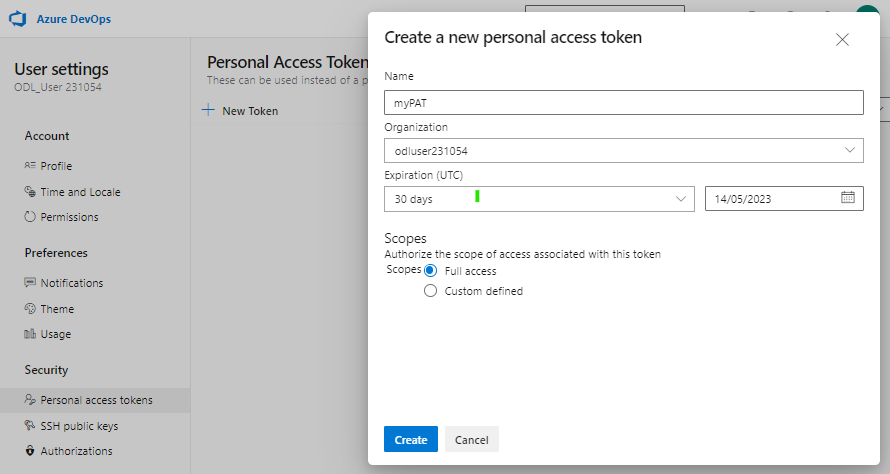 Azure DevOps
User settings
ODL_User 231054
Account
Profile
Time and Locale
Permissions
Preferences
Notifications
Theme
Usage
Security
Personal access tokens
SSH public keys
Authorizations
Personal Access Token
These can be used instead of a p
New Token
Create a new personal access token
Name
myPAT
Organization
odluser231054
Expiration (UTC)
30 days
14/05/2023
Scopes
Authorize the scope of access associated with this token
Scopes Full access
Custom defined
Create Cancel